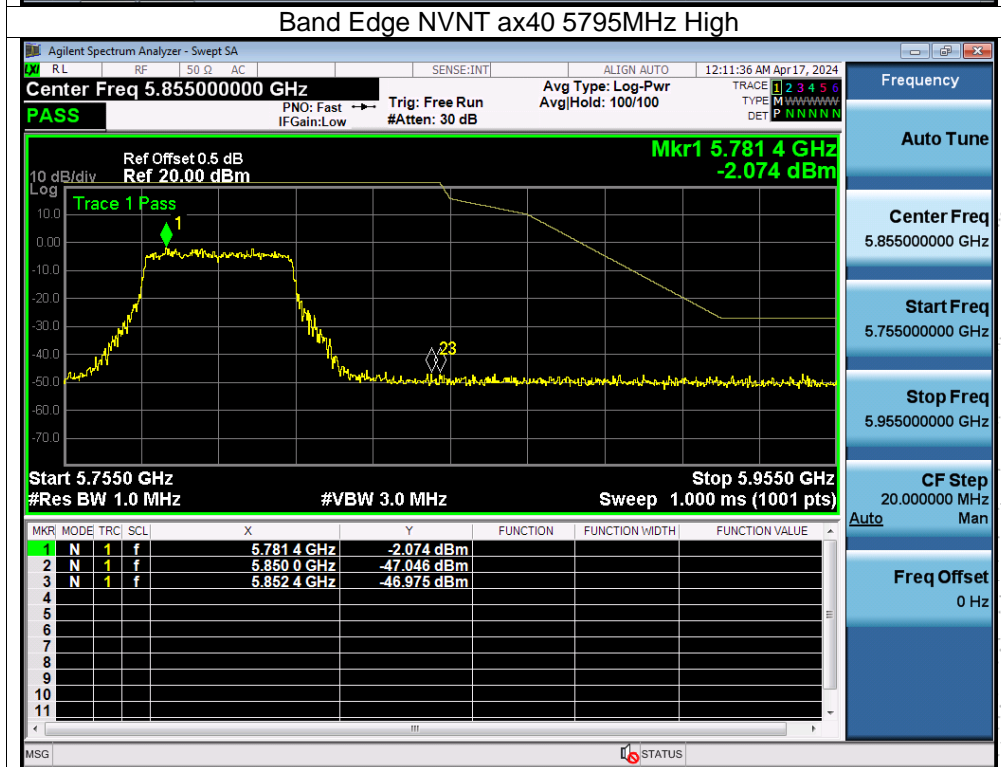 Band Edge NVNT ax40 5795MHz High
Agilent Spectrum Analyzer - Swept SA
LXI RL RF 50 Ω AC SENSE:INT ALIGN AUTO 12:11:36 AM Apr 17, 2024
Center Freq 5.855000000 GHz
PASS
PNO: Fast
IFGain:Low
Trig: Free Run
#Atten: 30 dB
Avg Type: Log-Pwr
Avg|Hold: 100/100
TRACE 1 2 3 4 5 6
TYPE M WWWWW
DET P N N N N N
Frequency
Auto Tune
Center Freq
5.855000000 GHz
Start Freq
5.755000000 GHz
Stop Freq
5.955000000 GHz
CF Step
20.000000 MHz
Auto Man
Freq Offset
0 Hz
Mkr1 5.781 4 GHz
-2.074 dBm
Ref Offset 0.5 dB
10 dB/div Ref 20.00 dBm
Log
Trace 1 Pass
1
23
10.0
0.00
-10.0
-20.0
-30.0
-40.0
-50.0
-60.0
-70.0
Start 5.7550 GHz Stop 5.9550 GHz
#Res BW 1.0 MHz #VBW 3.0 MHz Sweep 1.000 ms (1001 pts)
MKR MODE TRC SCL X Y FUNCTION FUNCTION WIDTH FUNCTION VALUE
1 N 1 f 5.781 4 GHz -2.074 dBm
2 N 1 f 5.850 0 GHz -47.046 dBm
3 N 1 f 5.852 4 GHz -46.975 dBm
4
5
6
7
8
9
10
11
MSG STATUS